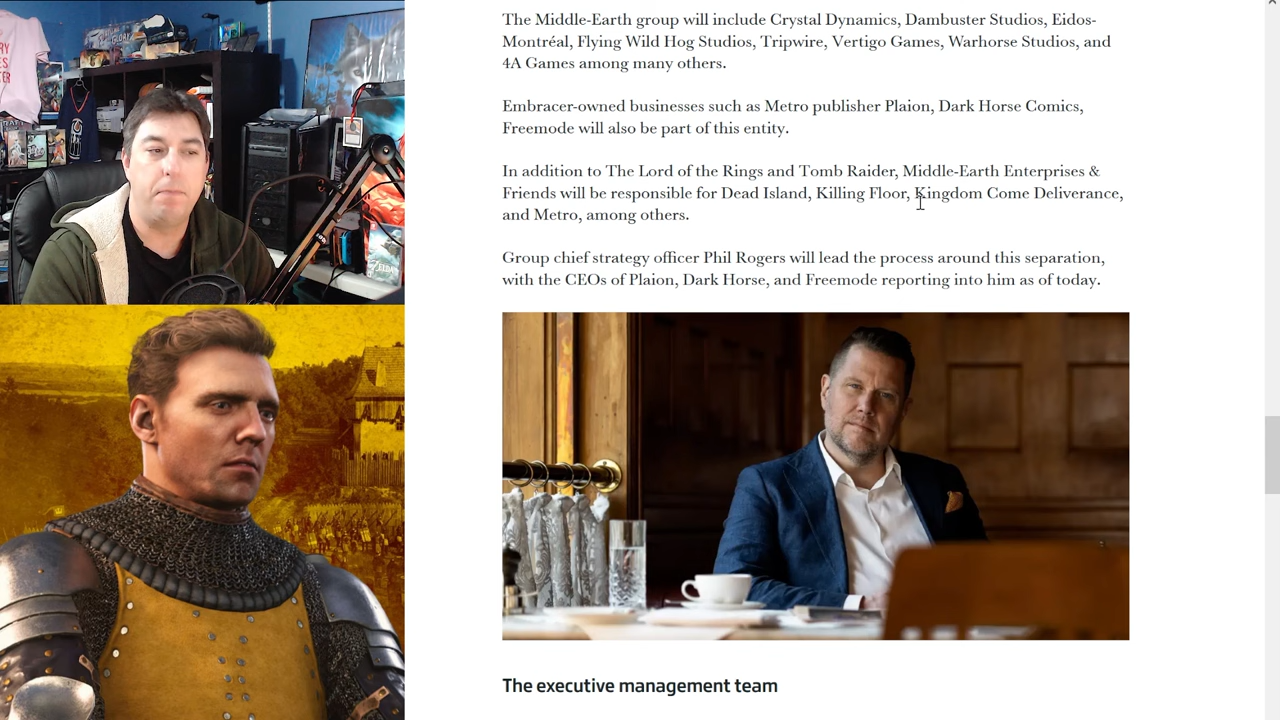 The Middle-Earth group will include Crystal Dynamics, Dambuster Studios, Eidos-
Montréal, Flying Wild Hog Studios, Tripwire, Vertigo Games, Warhorse Studios, and
4A Games among many others.
Embracer-owned businesses such as Metro publisher Plaion, Dark Horse Comics,
Freemode will also be part of this entity.
In addition to The Lord of the Rings and Tomb Raider, Middle-Earth Enterprises &
Friends will be responsible for Dead Island, Killing Floor, Kingdom Come Deliverance,
and Metro, among others.
Group chief strategy officer Phil Rogers will lead the process around this separation,
with the CEOs of Plaion, Dark Horse, and Freemode reporting into him as of today.
The executive management team